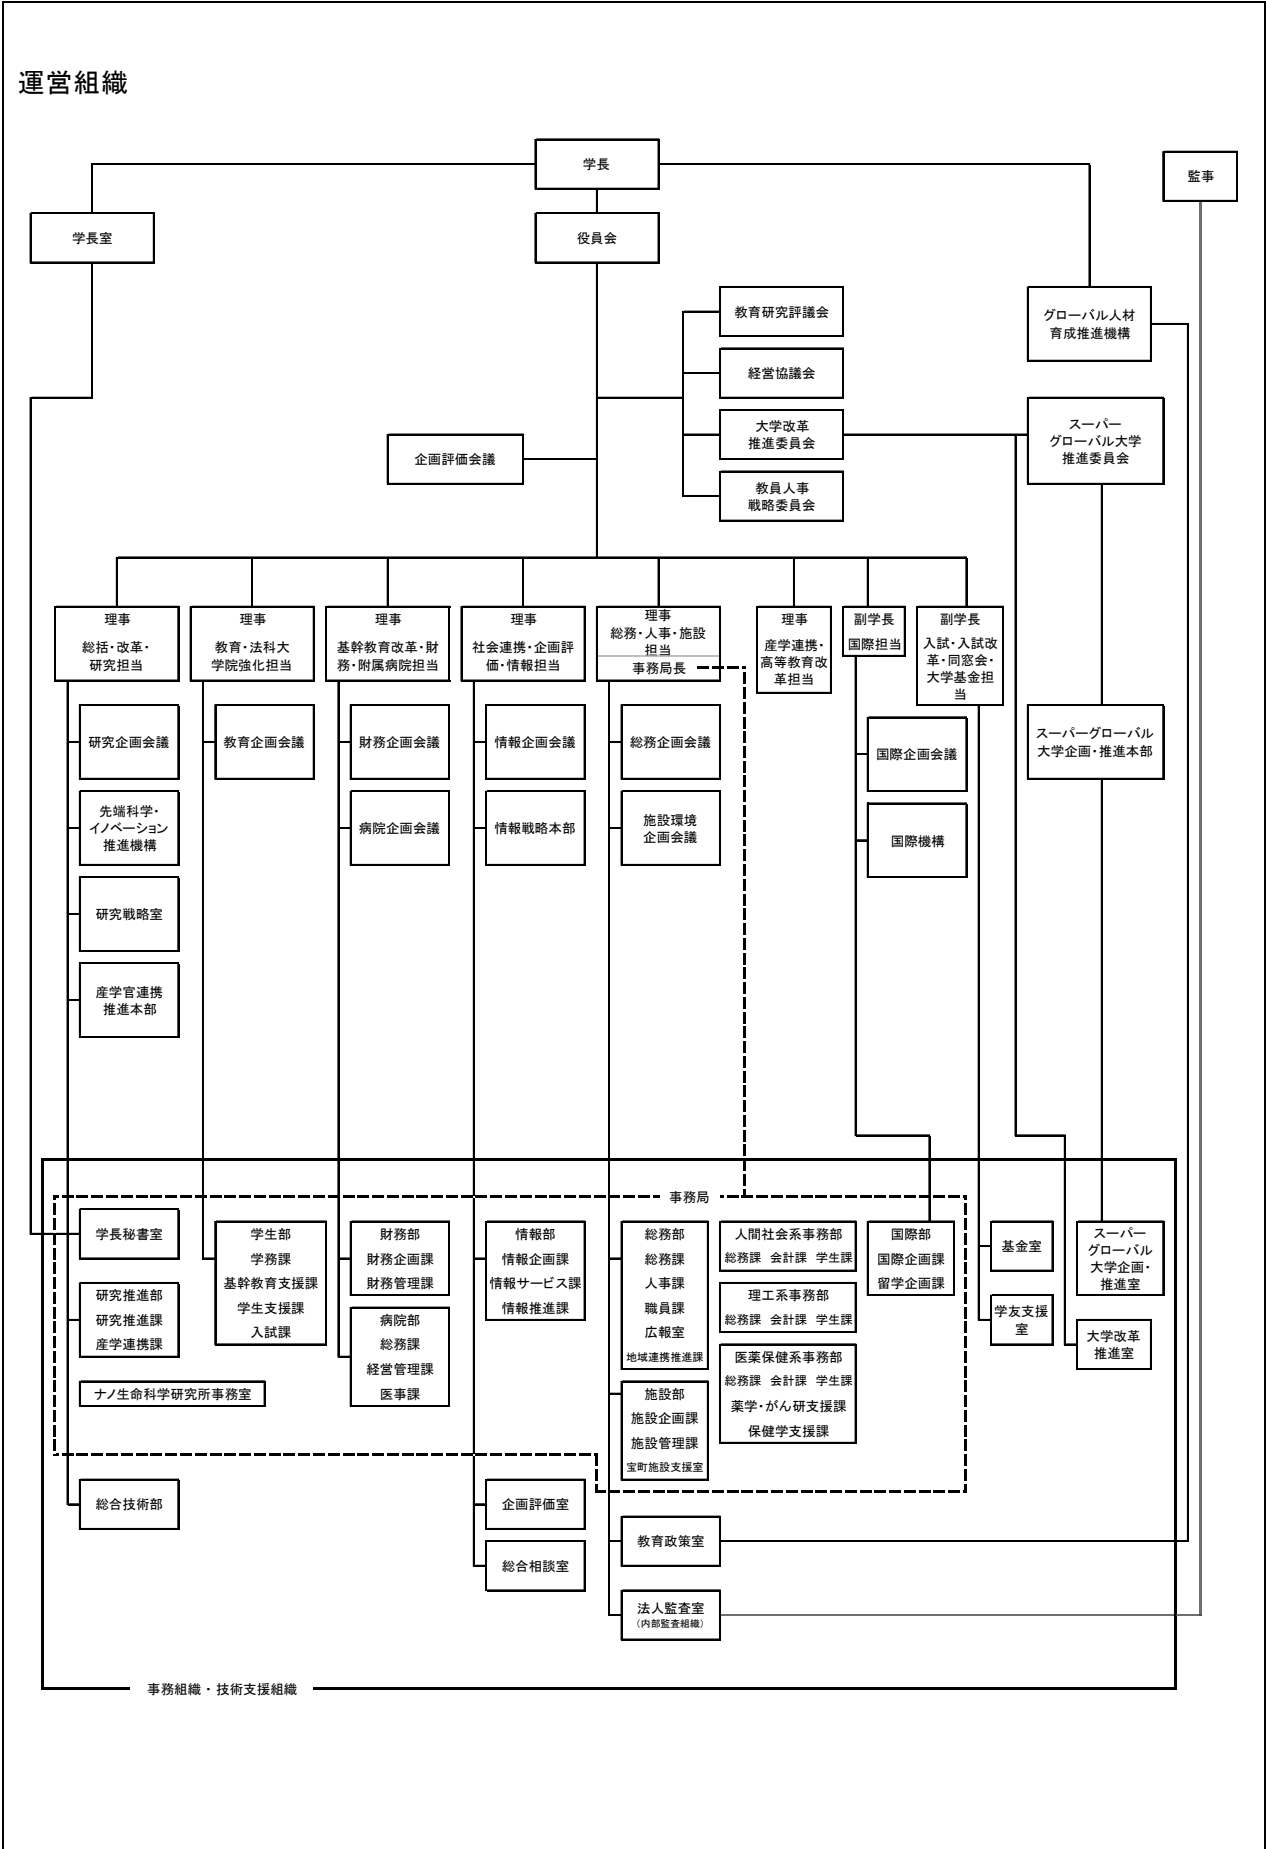 運営組織
学長
監事
学長室
役員会
教育研究評議会
グローバル人材
育成推進機構
経営協議会
大学改革
推進委員会
スーパー
グローバル大学
推進委員会
企画評価会議
教員人事
戦略委員会
理事
総括・改革・
研究担当
理事
教育・法科大
学院強化担当
理事
基幹教育改革・財
務・附属病院担当
理事
社会連携・企画評
価・情報担当
理事
総務・人事・施設
担当
事務局長
理事
産学連携・
高等教育改
革担当
副学長
国際担当
副学長
入試・入試改
革・同窓会・
大学基金担
当
研究企画会議
教育企画会議
財務企画会議
情報企画会議
総務企画会議
国際企画会議
スーパーグローバル
大学企画・推進本部
先端科学・
イノベーション
推進機構
病院企画会議
情報戦略本部
施設環境
企画会議
国際機構
研究戦略室
産学官連携
推進本部
事務局
学長秘書室
研究推進部
研究推進課
産学連携課
ナノ生命科学研究所事務室
学生部
学務課
基幹教育支援課
学生支援課
入試課
財務部
財務企画課
財務管理課
病院部
総務課
経営管理課
医事課
情報部
情報企画課
情報サービス課
情報推進課
総務部
総務課
人事課
職員課
広報室
地域連携推進課
施設部
施設企画課
施設管理課
宝町施設支援室
人間社会系事務部
総務課 会計課 学生課
理工系事務部
総務課 会計課 学生課
医薬保健系事務部
総務課 会計課 学生課
薬学・がん研支援課
保健学支援課
国際部
国際企画課
留学企画課
基金室
学友支援
室
スーパー
グローバル
大学企画・
推進室
大学改革
推進室
総合技術部
企画評価室
総合相談室
教育政策室
法人監査室
（内部監査組織）
事務組織・技術支援組織